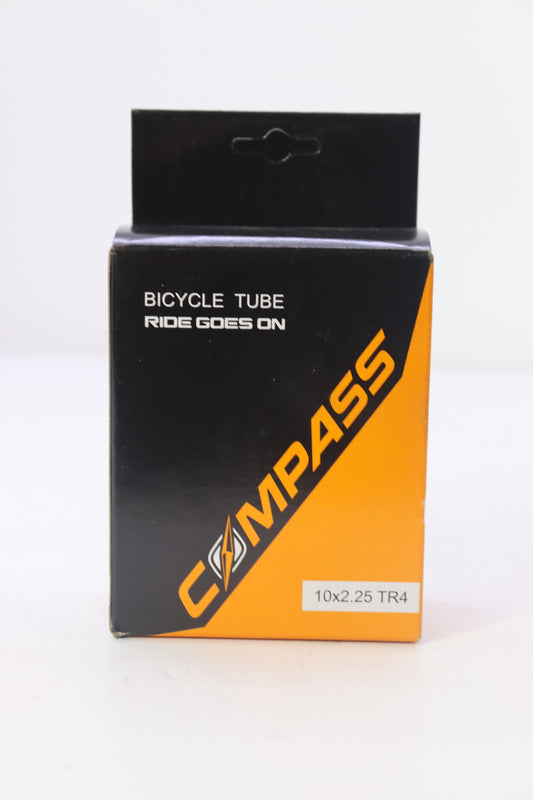 BICYCLE TUBE
RIDE GOES ON
COMPASS
10x2.25 TR4